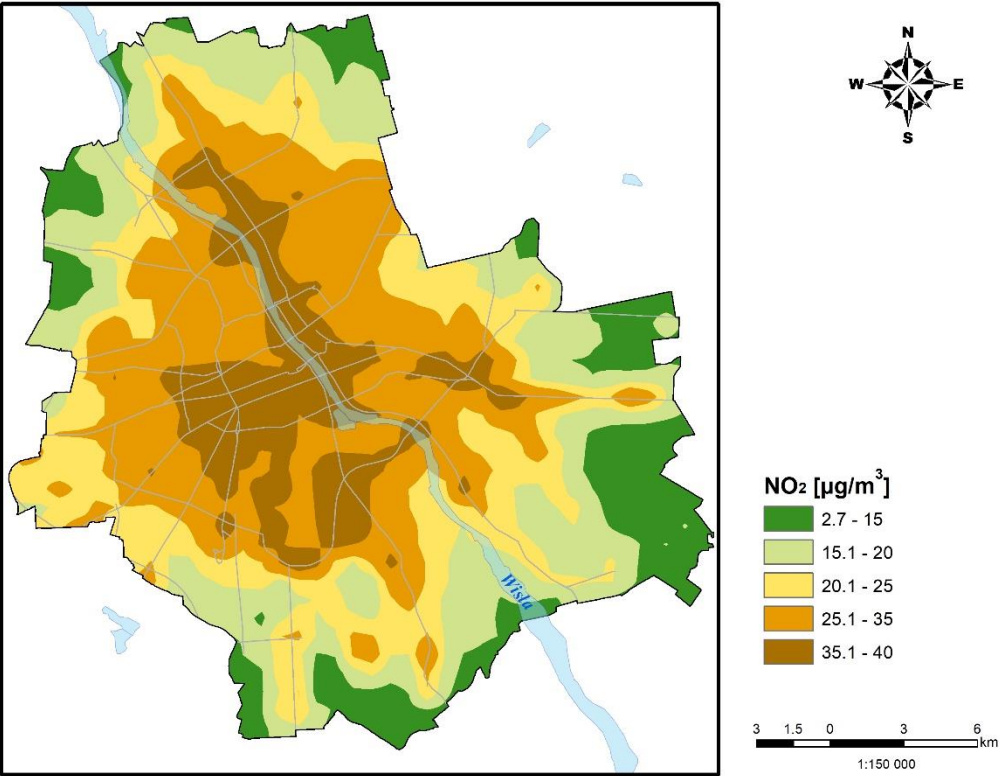 N
W E
S
Wisła
NO₂ [µg/m³]
2.7 - 15
15.1 - 20
20.1 - 25
25.1 - 35
35.1 - 40
3 1.5 0 3 6
km
1:150 000